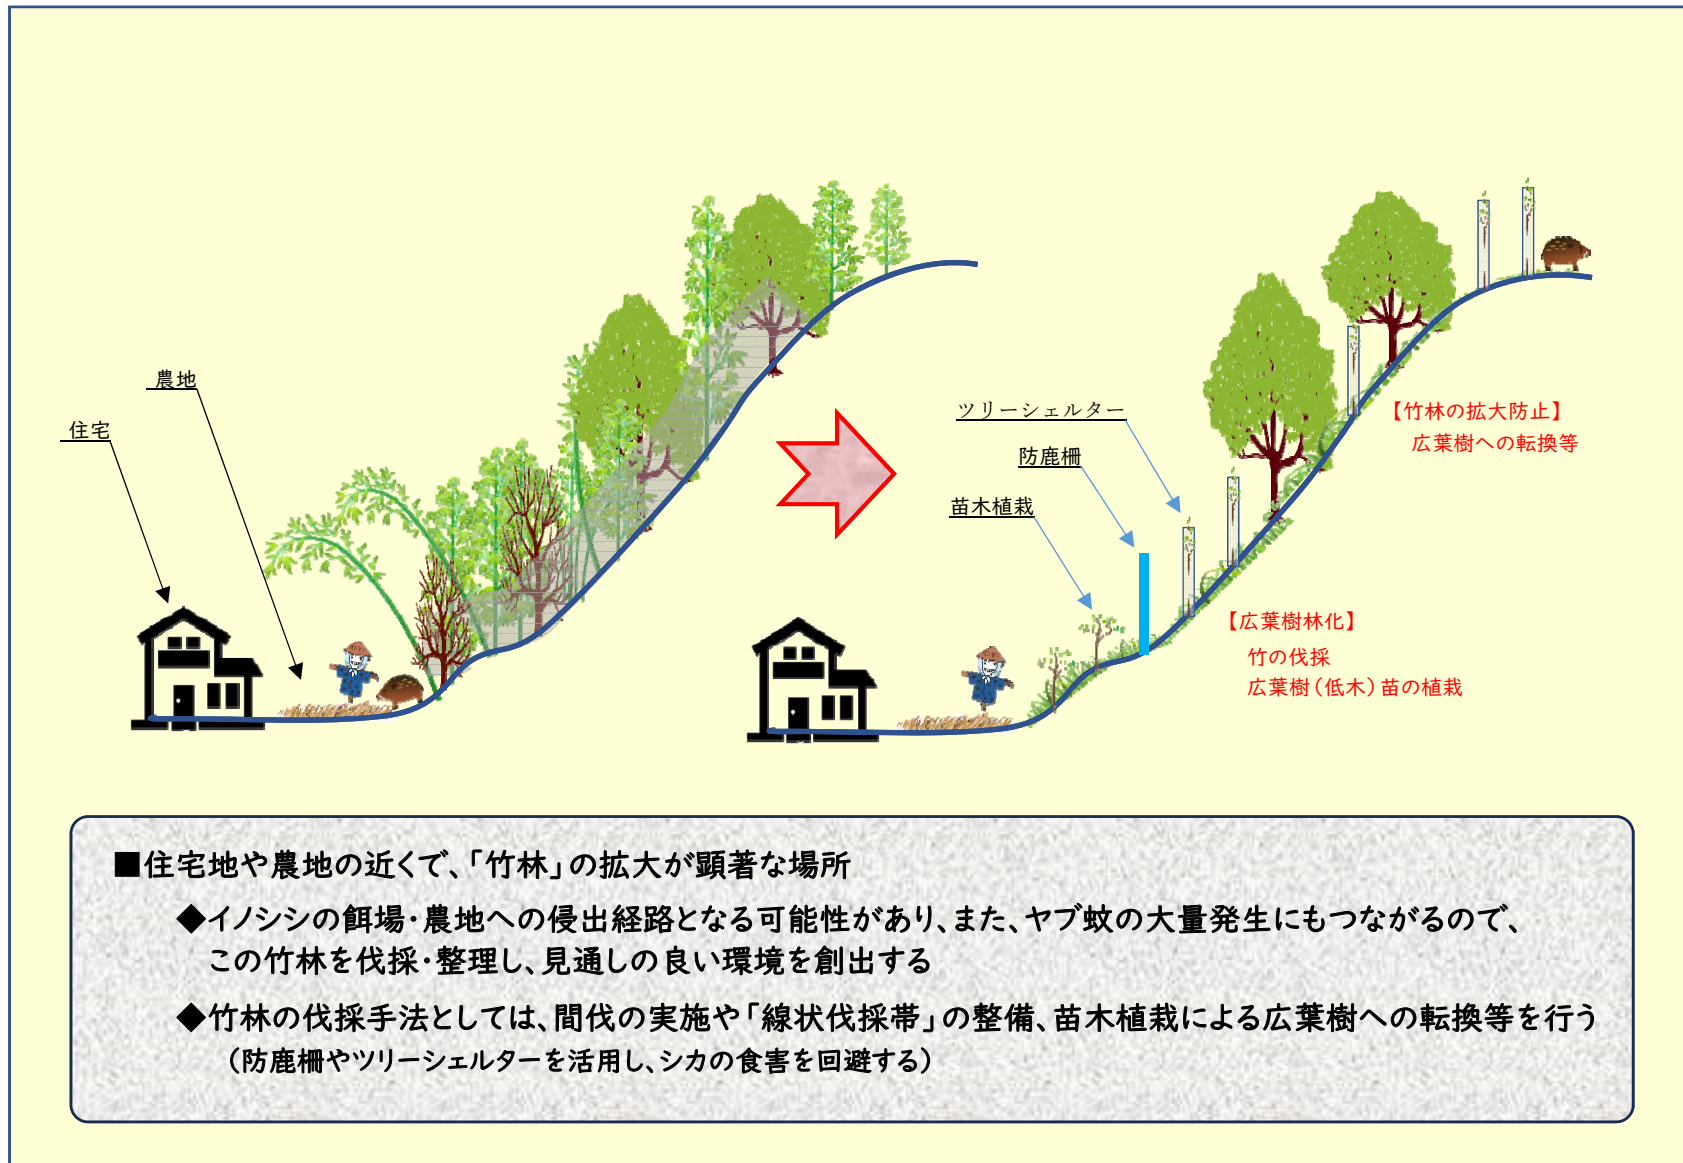 農地
住宅
ツリーシェルター
防鹿柵
苗木植栽
【竹林の拡大防止】
広葉樹への転換等
【広葉樹林化】
竹の伐採
広葉樹（低木）苗の植栽
■住宅地や農地の近くで、「竹林」の拡大が顕著な場所
◆イノシシの餌場・農地への侵出経路となる可能性があり、また、ヤブ蚊の大量発生にもつながるので、
この竹林を伐採・整理し、見通しの良い環境を創出する
◆竹林の伐採手法としては、間伐の実施や「線状伐採帯」の整備、苗木植栽による広葉樹への転換等を行う
（防鹿柵やツリーシェルターを活用し、シカの食害を回避する）